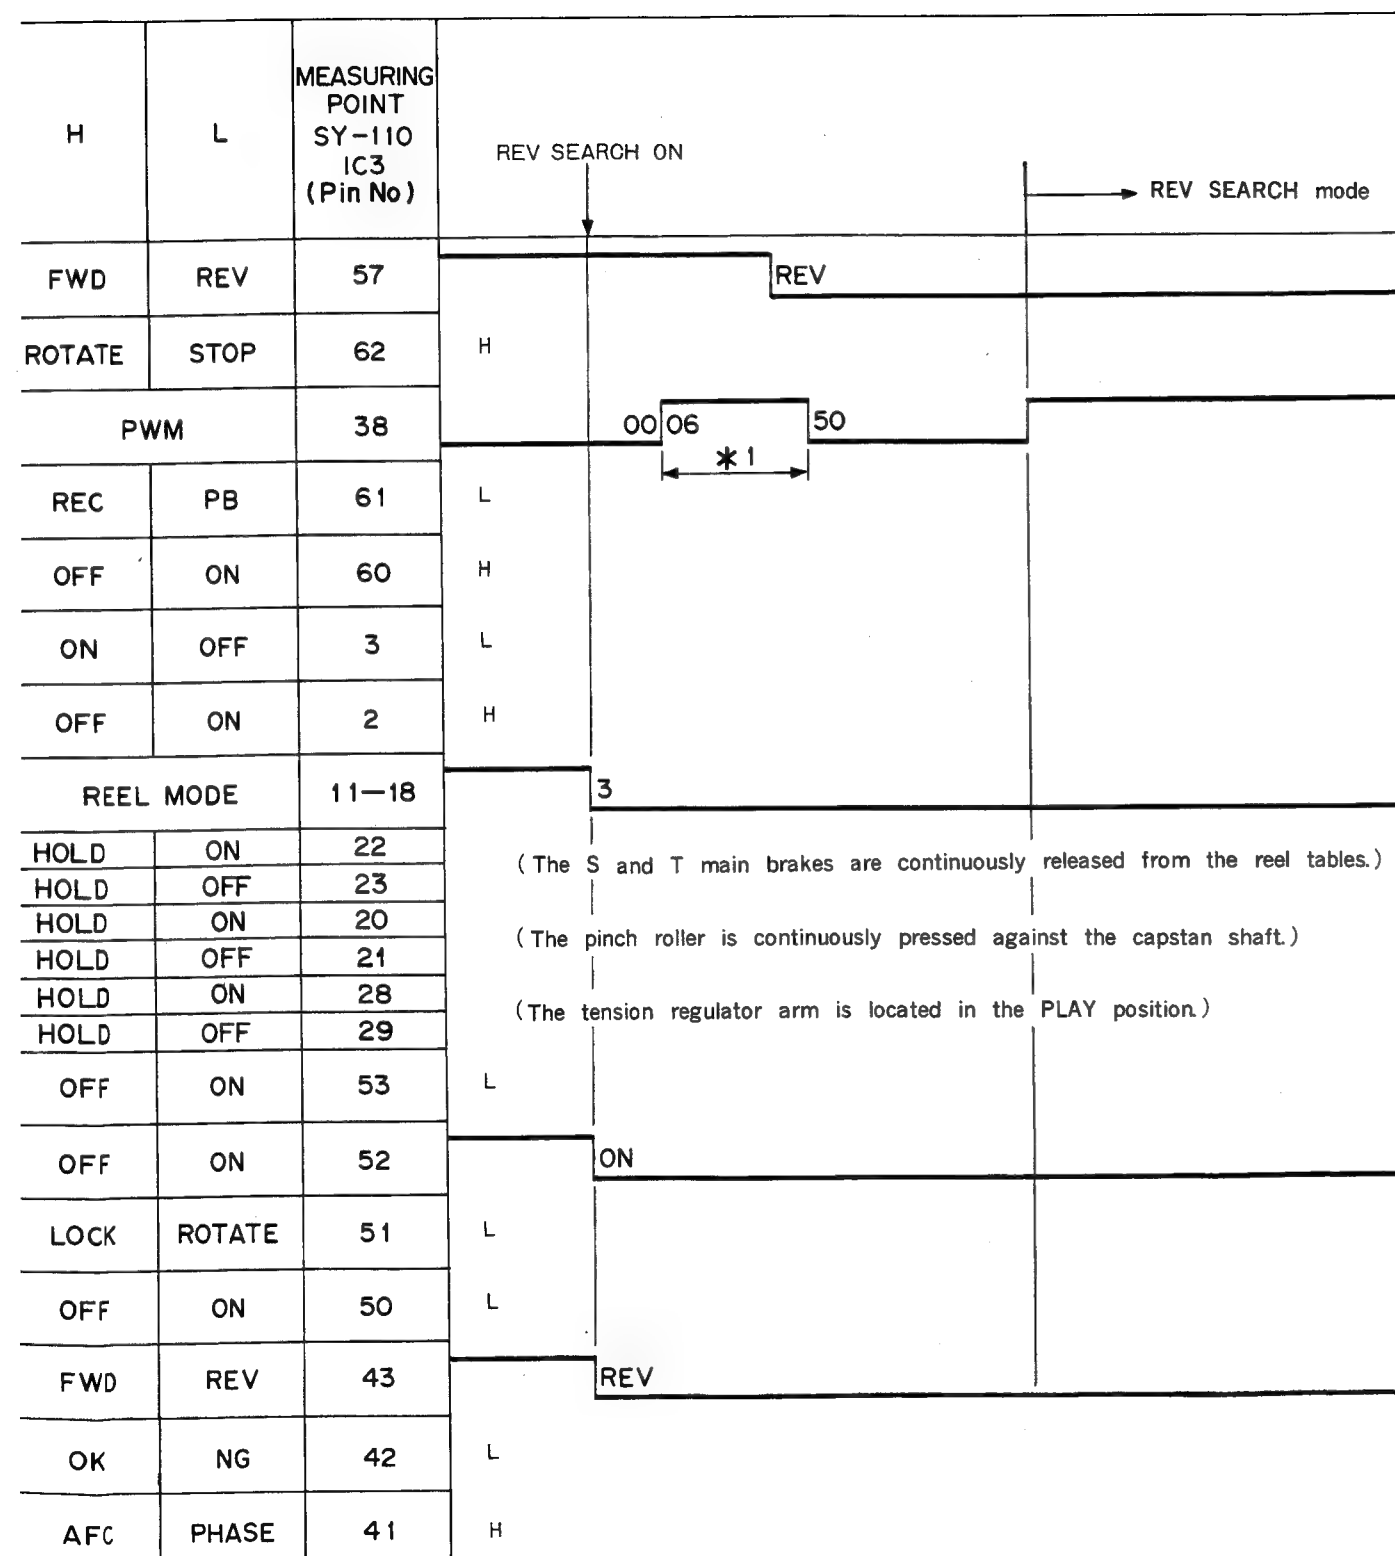 H L MEASURING
POINT
SY-110
IC3
(Pin No)
REV SEARCH ON
REV SEARCH mode
FWD REV 57 REV
ROTATE STOP 62 H
PWM 38 00 06 50
*1
REC PB 61 L
OFF ON 60 H
ON OFF 3 L
OFF ON 2 H
REEL MODE 11-18 3
HOLD ON 22 (The S and T main brakes are continuously released from the reel tables.)
HOLD OFF 23
HOLD ON 20 (The pinch roller is continuously pressed against the capstan shaft.)
HOLD OFF 21
HOLD ON 28 (The tension regulator arm is located in the PLAY position.)
HOLD OFF 29
OFF ON 53 L
OFF ON 52 ON
LOCK ROTATE 51 L
OFF ON 50 L
FWD REV 43 REV
OK NG 42 L
AFC PHASE 41 H